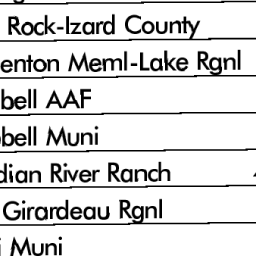 Rock-Izard County
enton Meml-Lake Rgnl
bell AAF
bell Muni
dian River Ranch
Girardeau Rgnl
i Muni